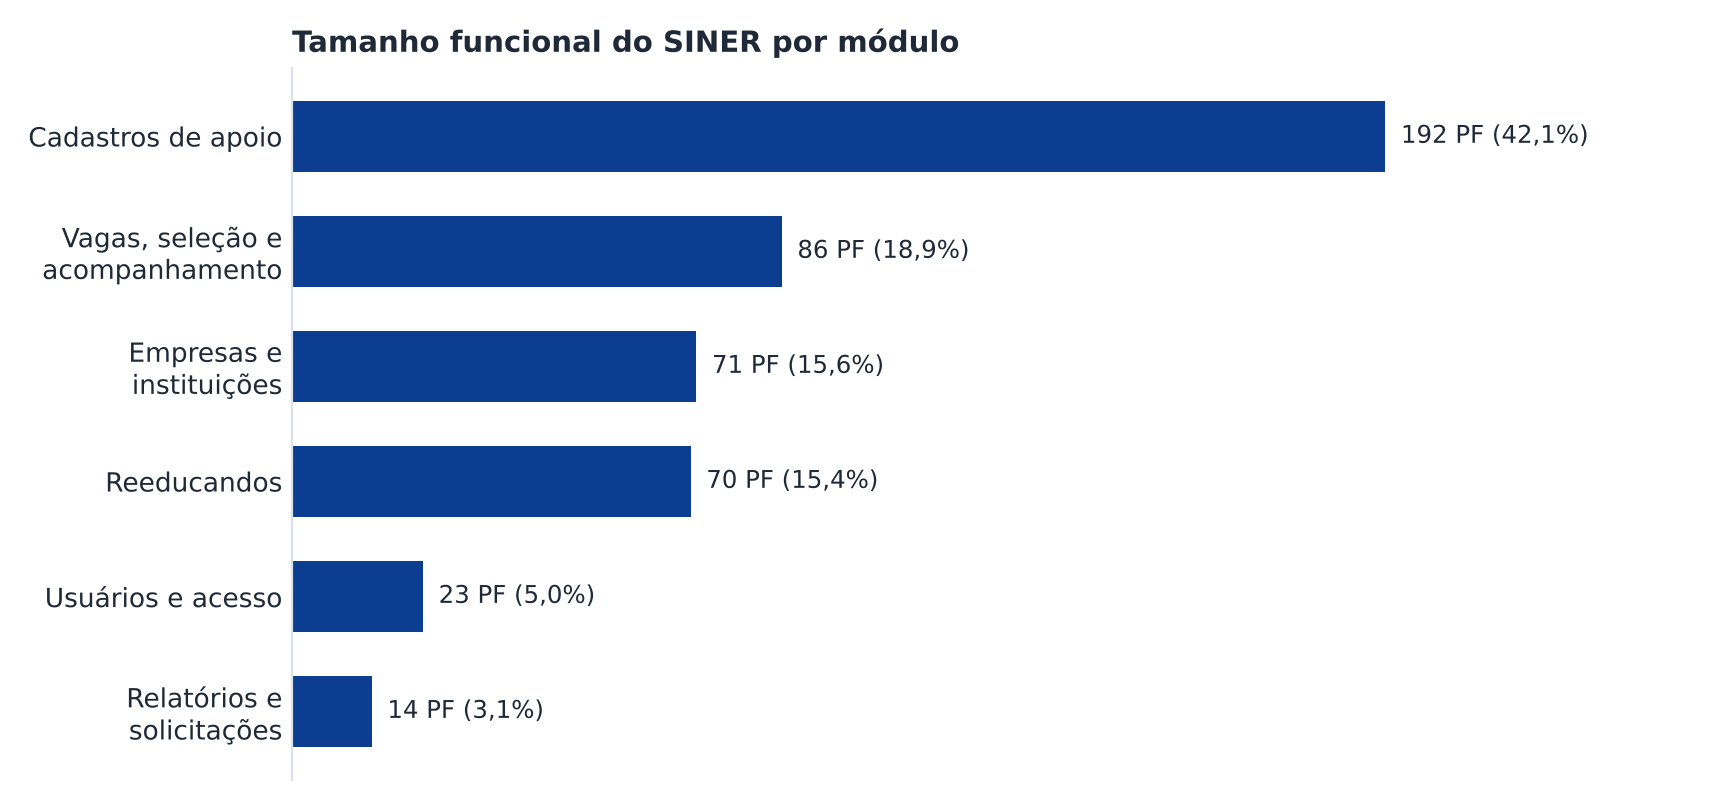 Tamanho funcional do SINER por módulo
Cadastros de apoio
192 PF (42,1%)
Vagas, seleção e
acompanhamento
86 PF (18,9%)
Empresas e
instituições
71 PF (15,6%)
Reeducandos
70 PF (15,4%)
Usuários e acesso
23 PF (5,0%)
Relatórios e
solicitações
14 PF (3,1%)